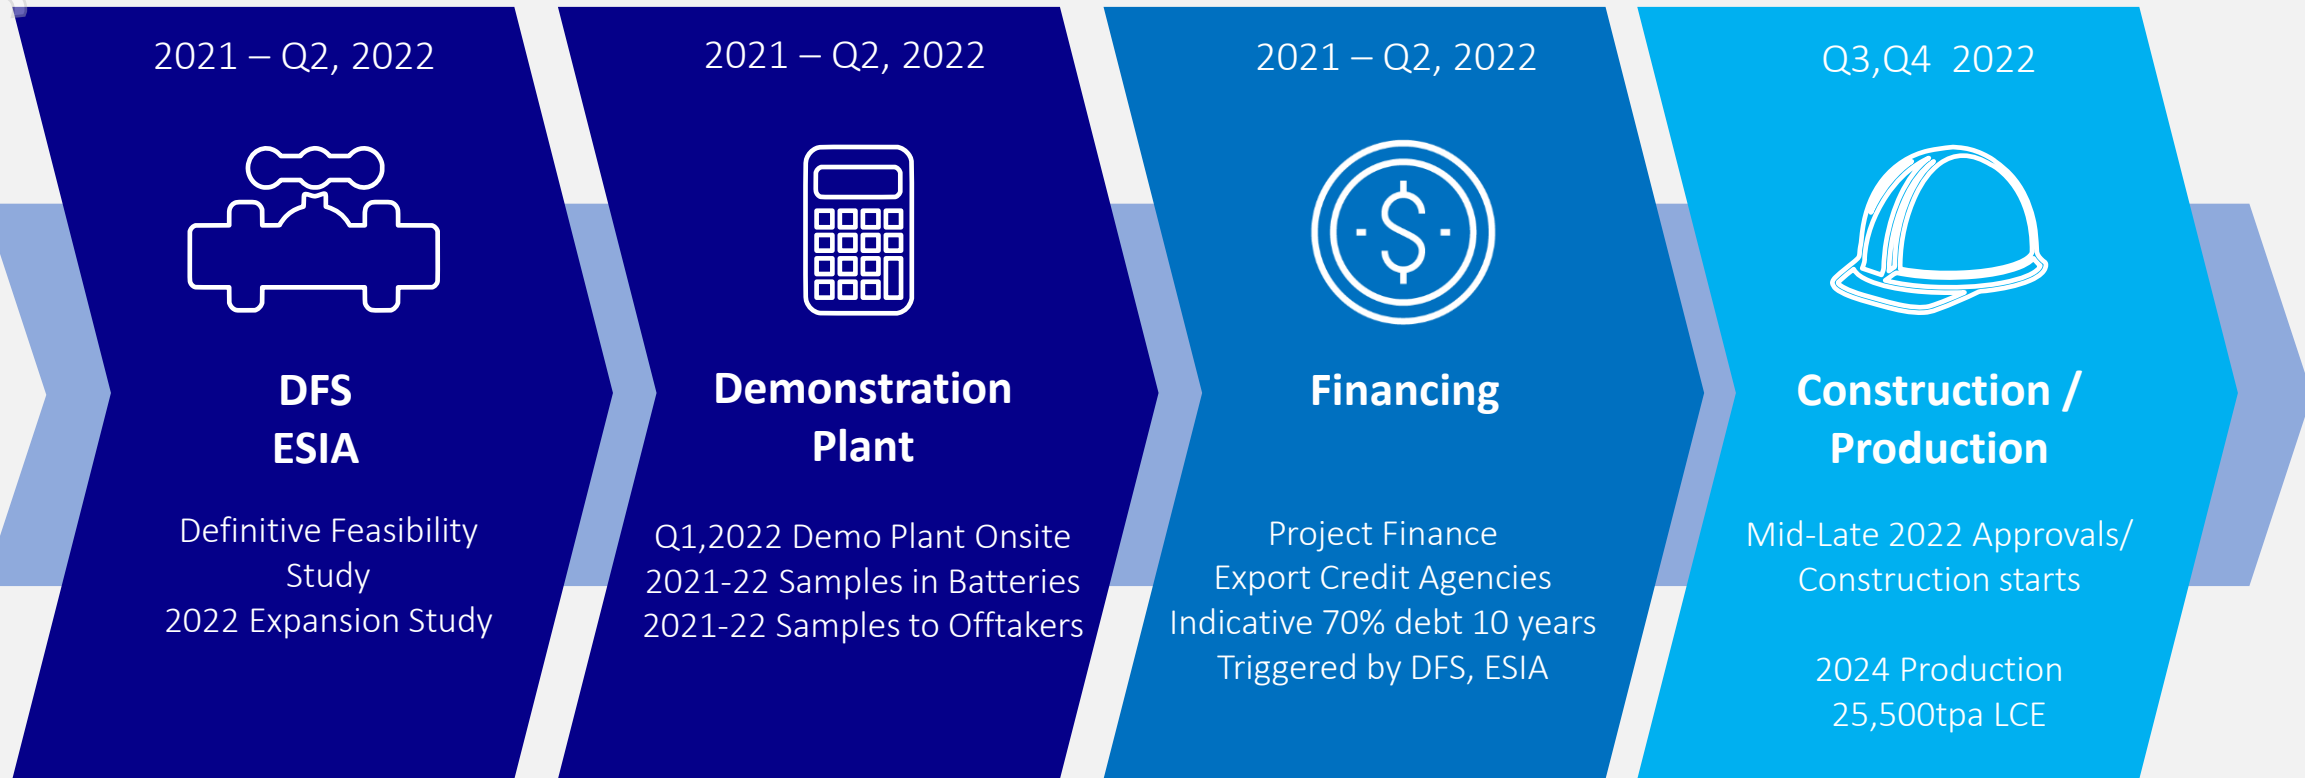 2021 – Q2, 2022
DFS
ESIA
Definitive Feasibility
Study
2022 Expansion Study
2021 – Q2, 2022
Demonstration
Plant
Q1,2022 Demo Plant Onsite
2021-22 Samples in Batteries
2021-22 Samples to Offtakers
2021 – Q2, 2022
$
Financing
Project Finance
Export Credit Agencies
Indicative 70% debt 10 years
Triggered by DFS, ESIA
Q3,Q4 2022
Construction /
Production
Mid-Late 2022 Approvals/
Construction starts
2024 Production
25,500tpa LCE